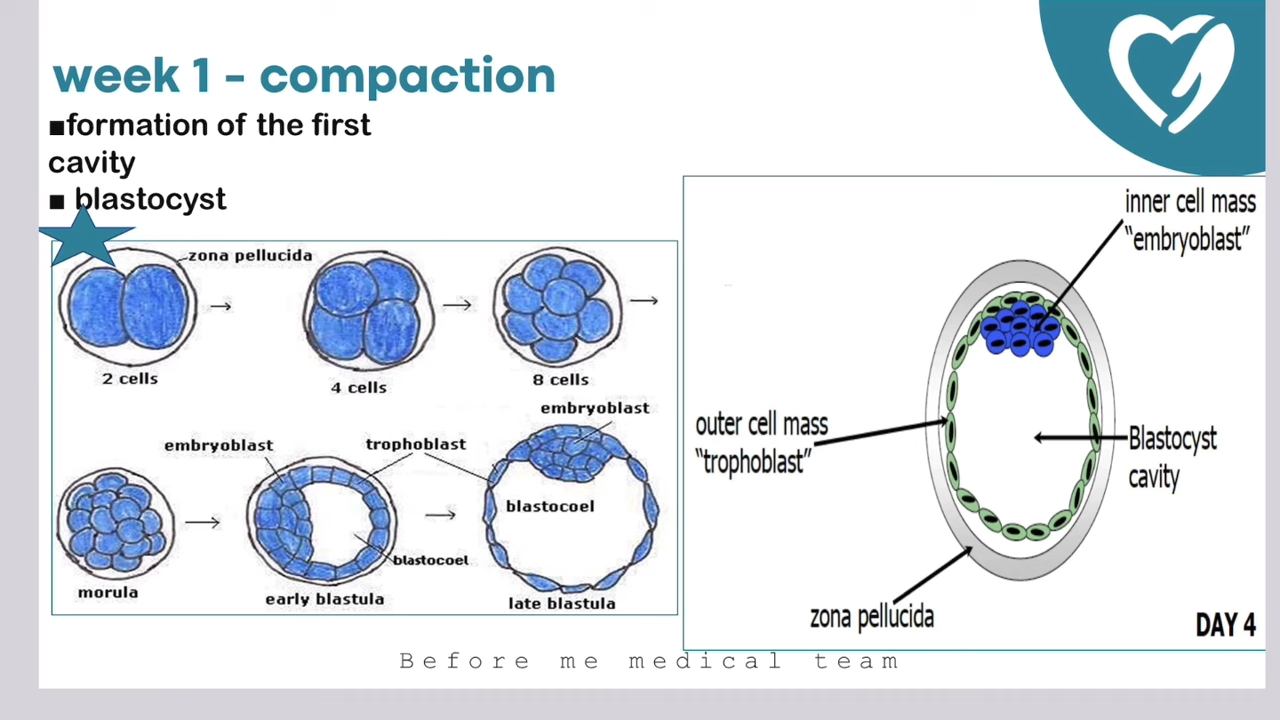 week 1 - compaction
■formation of the first
cavity
■ blastocyst
zona pellucida
2 cells
4 cells
8 cells
embryoblast
embryoblast
trophoblast
blastocoel
blastocoel
morula
early blastula
late blastula
inner cell mass
“embryoblast”
outer cell mass
“trophoblast”
Blastocyst
cavity
zona pellucida
DAY 4
Before me medical team